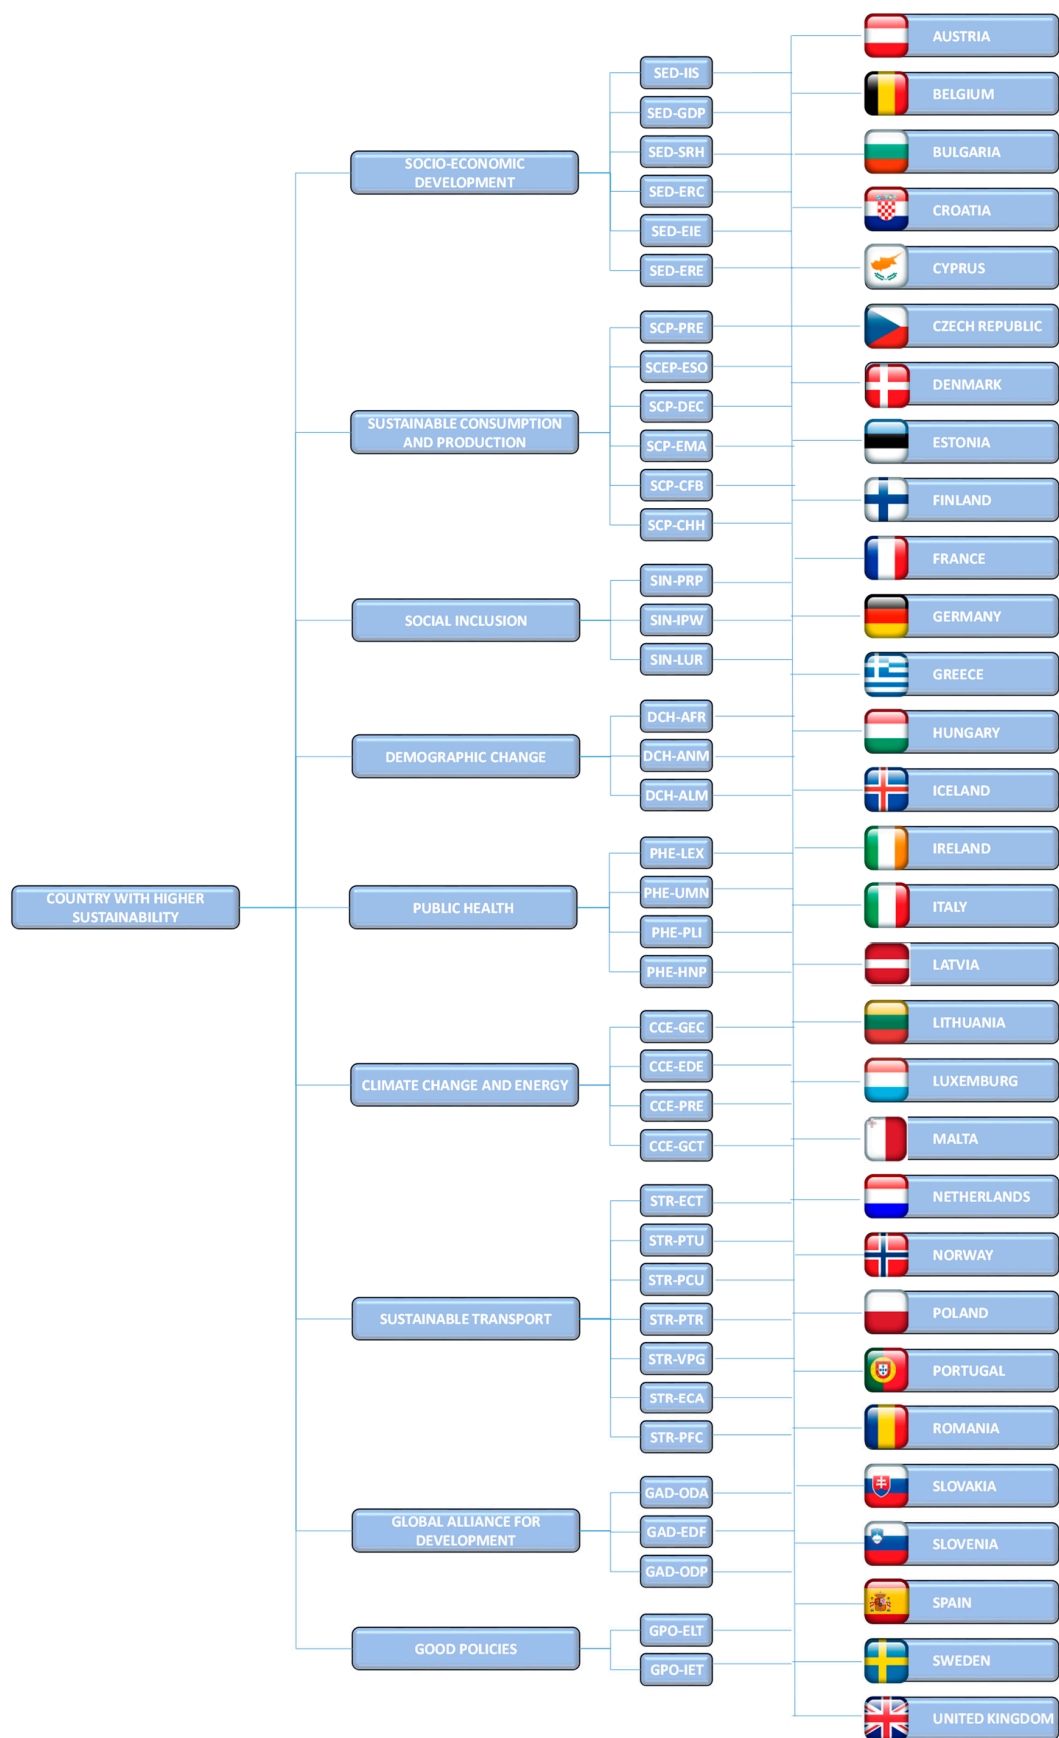 COUNTRY WITH HIGHER
SUSTAINABILITY
SOCIO-ECONOMIC
DEVELOPMENT
SUSTAINABLE CONSUMPTION
AND PRODUCTION
SOCIAL INCLUSION
DEMOGRAPHIC CHANGE
PUBLIC HEALTH
CLIMATE CHANGE AND ENERGY
SUSTAINABLE TRANSPORT
GLOBAL ALLIANCE FOR
DEVELOPMENT
GOOD POLICIES
SED-IIS
SED-GDP
SED-SRH
SED-ERC
SED-EIE
SED-ERE
SCP-PRE
SCEP-ESO
SCP-DEC
SCP-EMA
SCP-CFB
SCP-CHH
SIN-PRP
SIN-IPW
SIN-LUR
DCH-AFR
DCH-ANM
DCH-ALM
PHE-LEX
PHE-UMN
PHE-PLI
PHE-HNP
CCE-GEC
CCE-EDE
CCE-PRE
CCE-GCT
STR-ECT
STR-PTU
STR-PCU
STR-PTR
STR-VPG
STR-ECA
STR-PFC
GAD-ODA
GAD-EDF
GAD-ODP
GPO-ELT
GPO-IET
AUSTRIA
BELGIUM
BULGARIA
CROATIA
CYPRUS
CZECH REPUBLIC
DENMARK
ESTONIA
FINLAND
FRANCE
GERMANY
GREECE
HUNGARY
ICELAND
IRELAND
ITALY
LATVIA
LITHUANIA
LUXEMBURG
MALTA
NETHERLANDS
NORWAY
POLAND
PORTUGAL
ROMANIA
SLOVAKIA
SLOVENIA
SPAIN
SWEDEN
UNITED KINGDOM